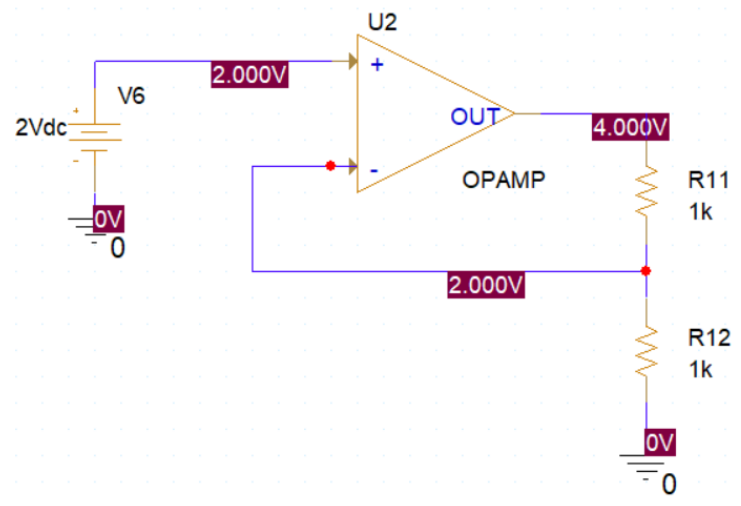 U2
+
2.000V
V6
+
2Vdc
-
OUT
4.000V
-
OPAMP
R11
1k
0V
0
2.000V
R12
1k
0V
0